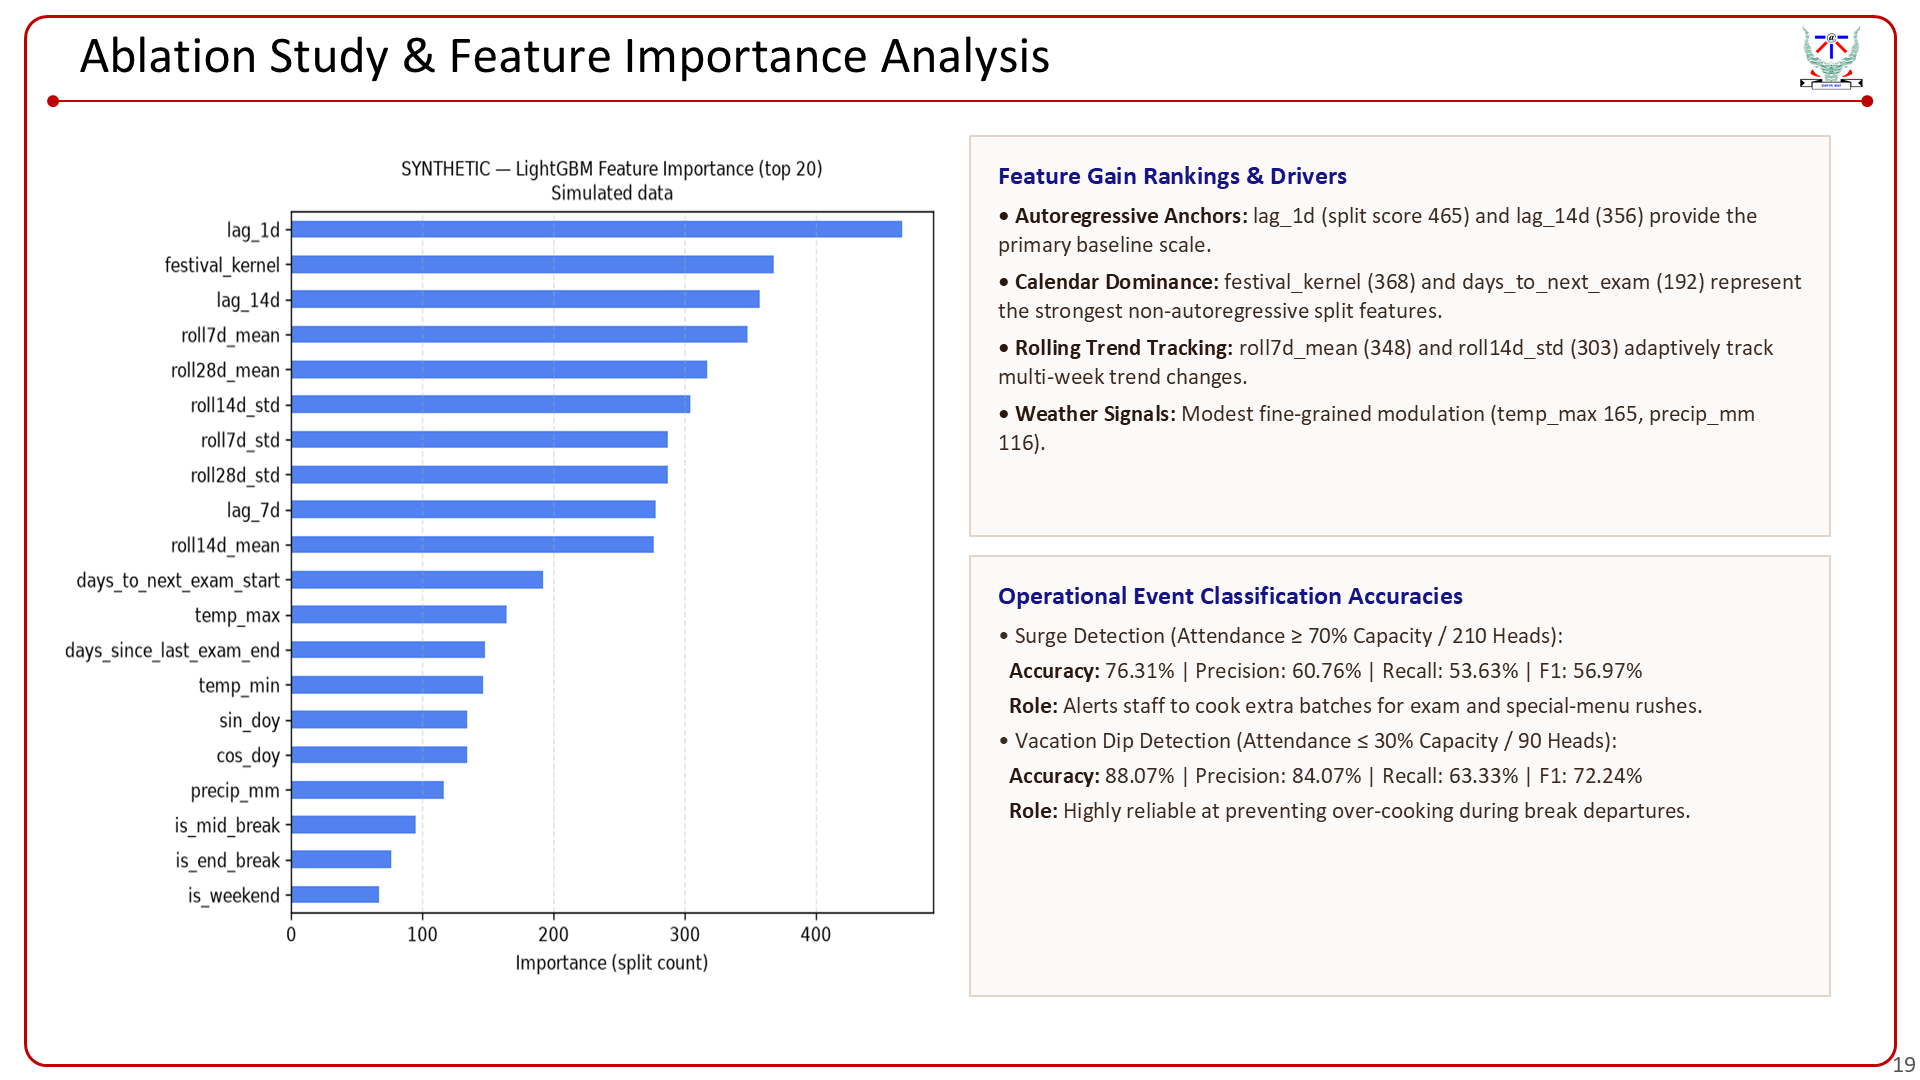 Ablation Study & Feature Importance Analysis
SYNTHETIC — LightGBM Feature Importance (top 20)
Simulated data
lag_1d
festival_kernel
lag_14d
roll7d_mean
roll28d_mean
roll14d_std
roll7d_std
roll28d_std
lag_7d
roll14d_mean
days_to_next_exam_start
temp_max
days_since_last_exam_end
temp_min
sin_doy
cos_doy
precip_mm
is_mid_break
is_end_break
is_weekend
0 100 200 300 400
Importance (split count)
Feature Gain Rankings & Drivers
• Autoregressive Anchors: lag_1d (split score 465) and lag_14d (356) provide the
primary baseline scale.
• Calendar Dominance: festival_kernel (368) and days_to_next_exam (192) represent
the strongest non-autoregressive split features.
• Rolling Trend Tracking: roll7d_mean (348) and roll14d_std (303) adaptively track
multi-week trend changes.
• Weather Signals: Modest fine-grained modulation (temp_max 165, precip_mm
116).
Operational Event Classification Accuracies
• Surge Detection (Attendance ≥ 70% Capacity / 210 Heads):
Accuracy: 76.31% | Precision: 60.76% | Recall: 53.63% | F1: 56.97%
Role: Alerts staff to cook extra batches for exam and special-menu rushes.
• Vacation Dip Detection (Attendance ≤ 30% Capacity / 90 Heads):
Accuracy: 88.07% | Precision: 84.07% | Recall: 63.33% | F1: 72.24%
Role: Highly reliable at preventing over-cooking during break departures.
19